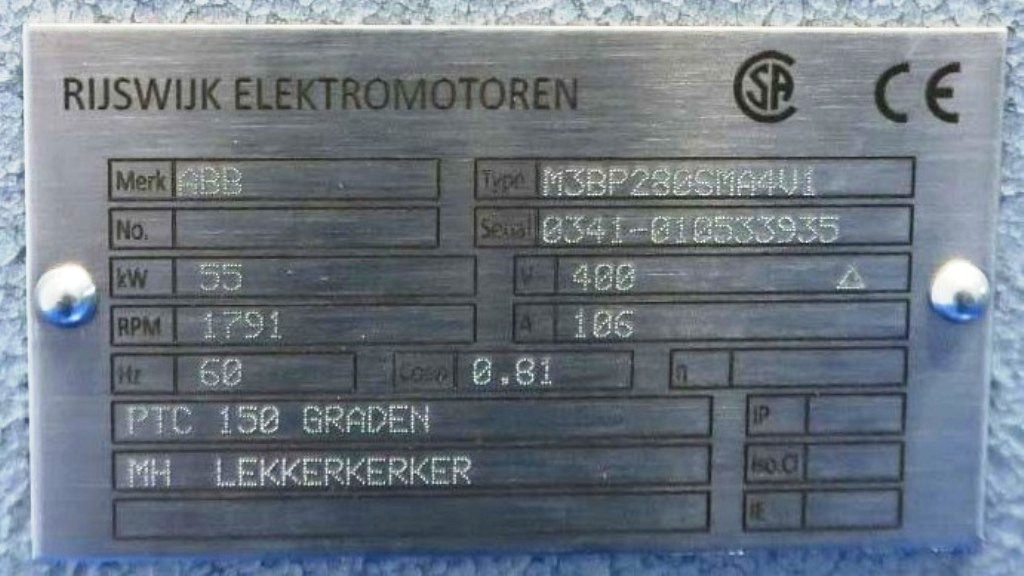 RIJSWIJK ELEKTROMOTOREN CSA CE
Merk ABB Type M3BP280SMA4V1
No. Serial 0341-010533935
kW 55 V 400 △
RPM 1791 A 106
Hz 60 Cosφ 0.81 η
PTC 150 GRADEN IP
MH LEKKERKERKER Iso.Cl
IE